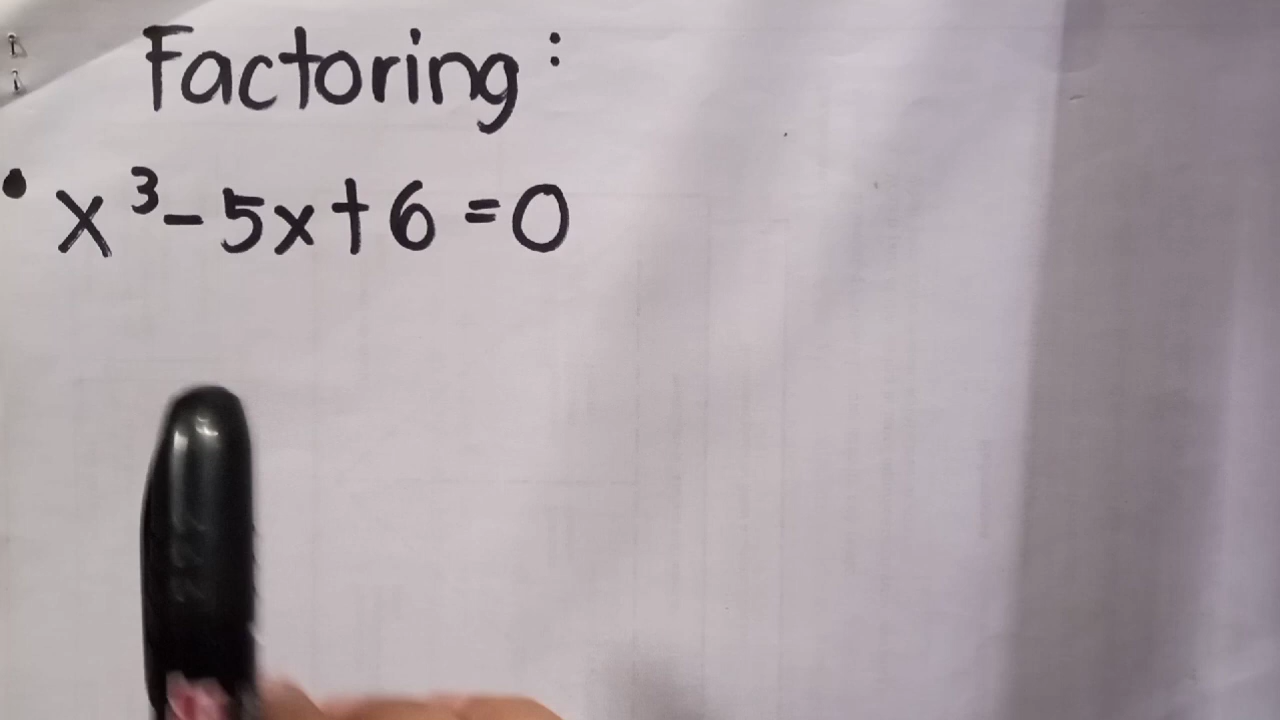 Factoring:
• x³ - 5x + 6 = 0